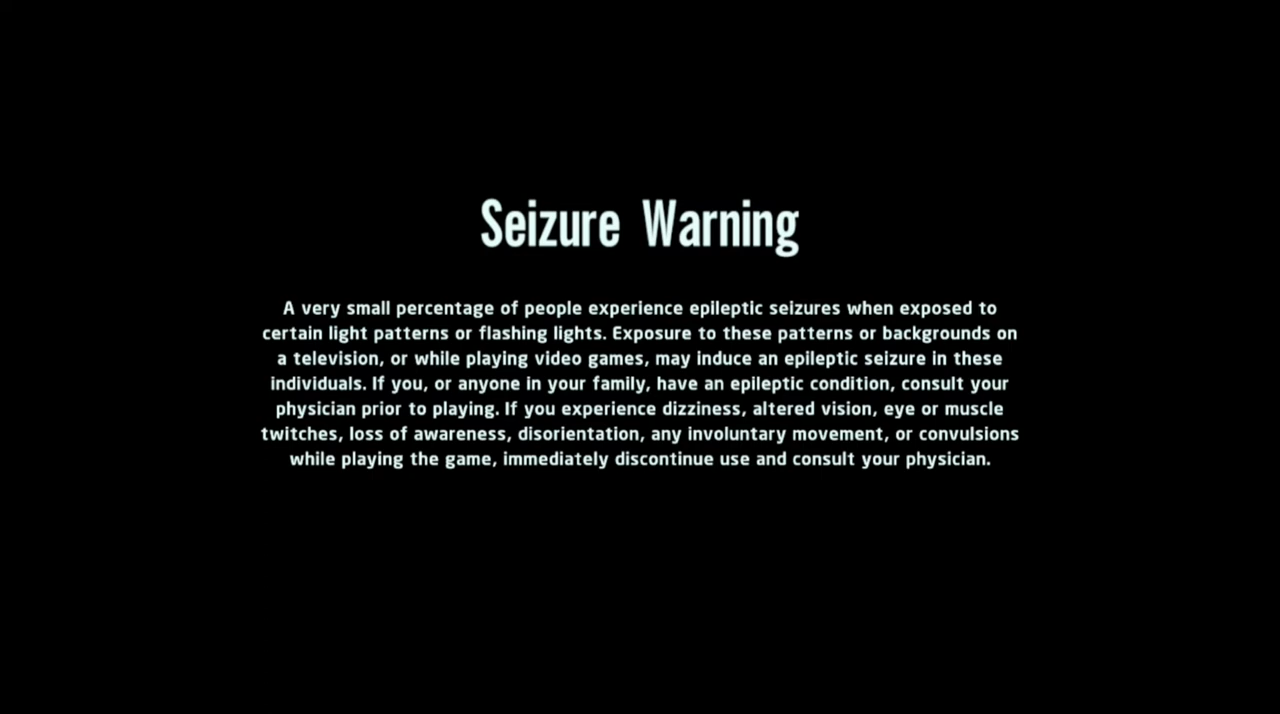 Seizure Warning
A very small percentage of people experience epileptic seizures when exposed to
certain light patterns or flashing lights. Exposure to these patterns or backgrounds on
a television, or while playing video games, may induce an epileptic seizure in these
individuals. If you, or anyone in your family, have an epileptic condition, consult your
physician prior to playing. If you experience dizziness, altered vision, eye or muscle
twitches, loss of awareness, disorientation, any involuntary movement, or convulsions
while playing the game, immediately discontinue use and consult your physician.